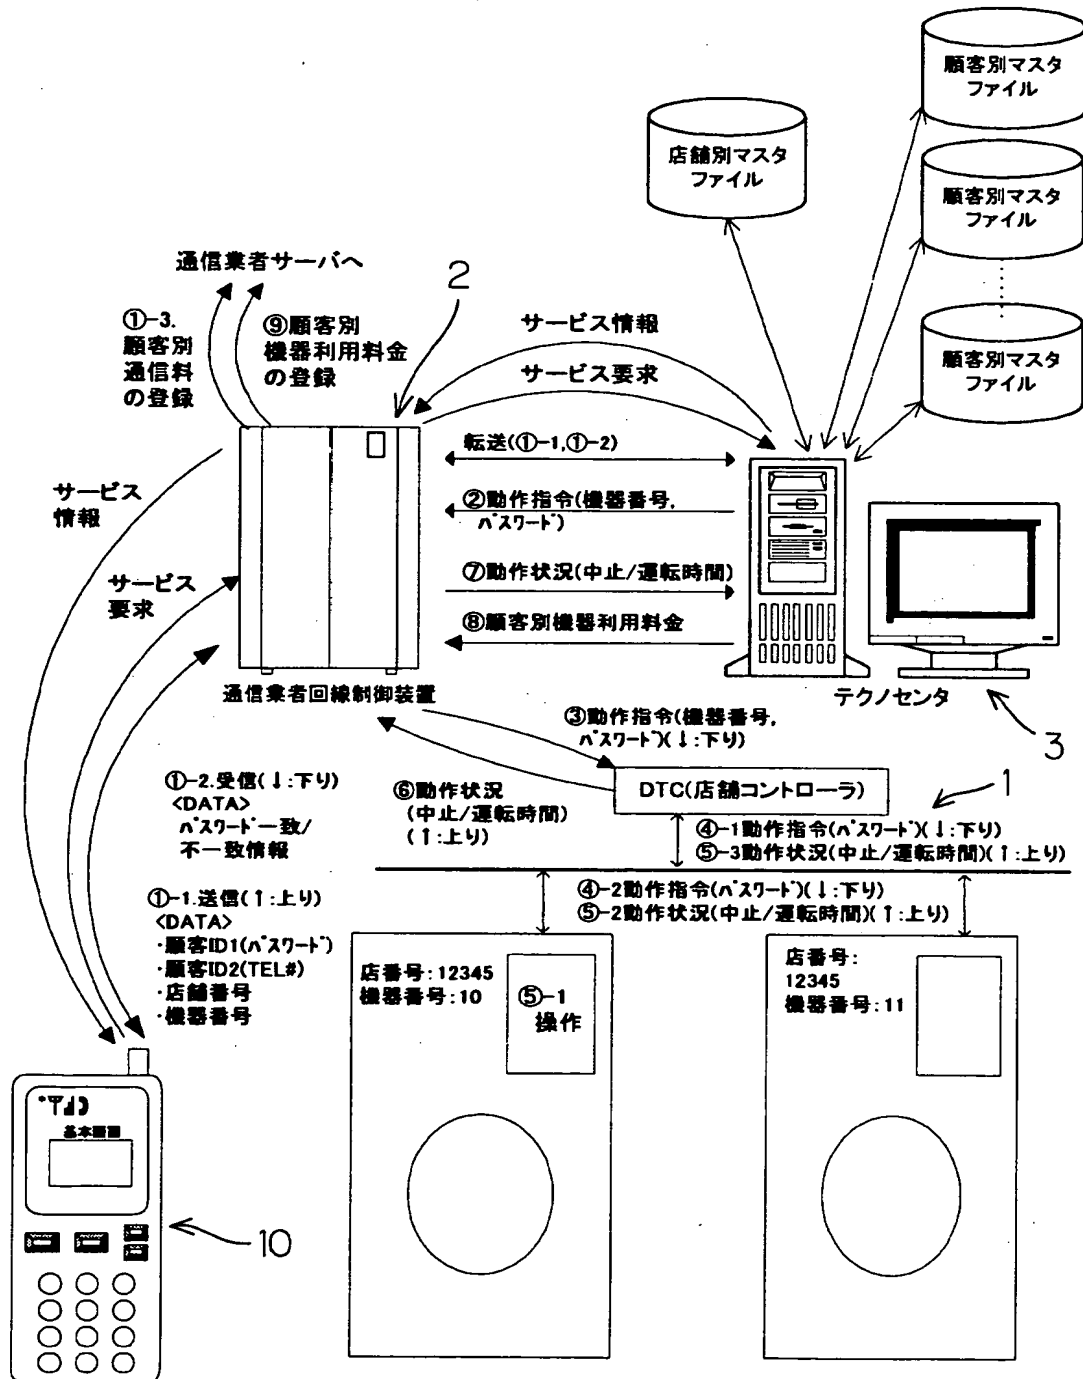 顧客別マスタ
ファイル
店舗別マスタ
ファイル
顧客別マスタ
ファイル
顧客別マスタ
ファイル
通信業者サーバへ
2
①-3.
顧客別
通信料
の登録
⑨顧客別
機器利用料金
の登録
サービス情報
サービス要求
転送(①-1,①-2)
②動作指令(機器番号,
パスワード)
⑦動作状況(中止/運転時間)
⑧顧客別機器利用料金
サービス
情報
サービス
要求
通信業者回線制御装置
テクノセンタ
3
③動作指令(機器番号,
パスワード)(↓:下り)
DTC(店舗コントローラ)
1
⑥動作状況
(中止/運転時間)
(↑:上り)
④-1動作指令(パスワード)(↓:下り)
⑤-3動作状況(中止/運転時間)(↑:上り)
④-2動作指令(パスワード)(↓:下り)
⑤-2動作状況(中止/運転時間)(↑:上り)
①-2.受信(↓:下り)
<DATA>
パスワード一致/
不一致情報
①-1.送信(↑:上り)
<DATA>
・顧客ID1(パスワード)
・顧客ID2(TEL#)
・店舗番号
・機器番号
店番号:12345
機器番号:10
⑤-1
操作
店番号:
12345
機器番号:11
基本画面
10